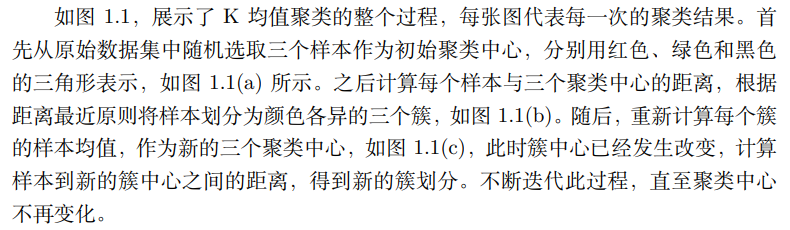 如图 1.1，展示了 K 均值聚类的整个过程，每张图代表每一次的聚类结果。首
先从原始数据集中随机选取三个样本作为初始聚类中心，分别用红色、绿色和黑色
的三角形表示，如图 1.1(a) 所示。之后计算每个样本与三个聚类中心的距离，根据
距离最近原则将样本划分为颜色各异的三个簇，如图 1.1(b)。随后，重新计算每个簇
的样本均值，作为新的三个聚类中心，如图 1.1(c)，此时簇中心已经发生改变，计算
样本到新的簇中心之间的距离，得到新的簇划分。不断迭代此过程，直至聚类中心
不再变化。